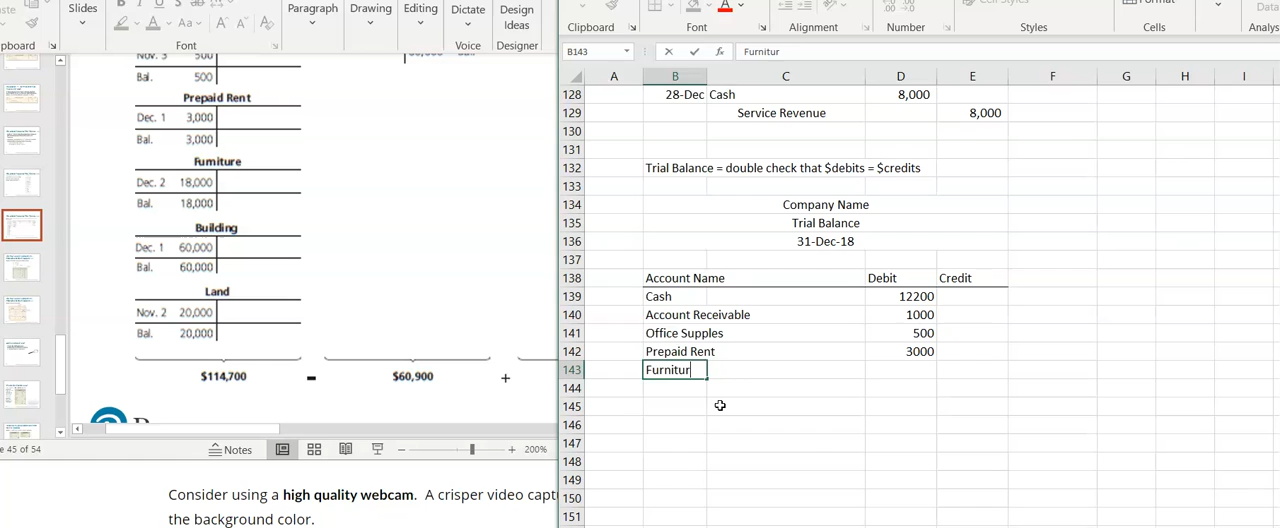 Slides
Paragraph
Drawing
Editing
Dictate
Design
Ideas
Aa
A
Font
Voice
Designer
Clipboard
Font
Alignment
Number
Styles
Cells
B143
fx
Furnitur
A B C D E F G H I
Nov. 3 500
Bal. 500
Prepaid Rent
Dec. 1 3,000
Bal. 3,000
Furniture
Dec. 2 18,000
Bal. 18,000
Building
Dec. 1 60,000
Bal. 60,000
Land
Nov. 2 20,000
Bal. 20,000
$114,700 - $60,900 +
45 of 54
Notes
200%
Consider using a high quality webcam. A crisper video capt
the background color.
128 28-Dec Cash 8,000
129 Service Revenue 8,000
130
131
132 Trial Balance = double check that $debits = $credits
133
134 Company Name
135 Trial Balance
136 31-Dec-18
137
138 Account Name Debit Credit
139 Cash 12200
140 Account Receivable 1000
141 Office Supples 500
142 Prepaid Rent 3000
143 Furnitur
144
145
146
147
148
149
150
151